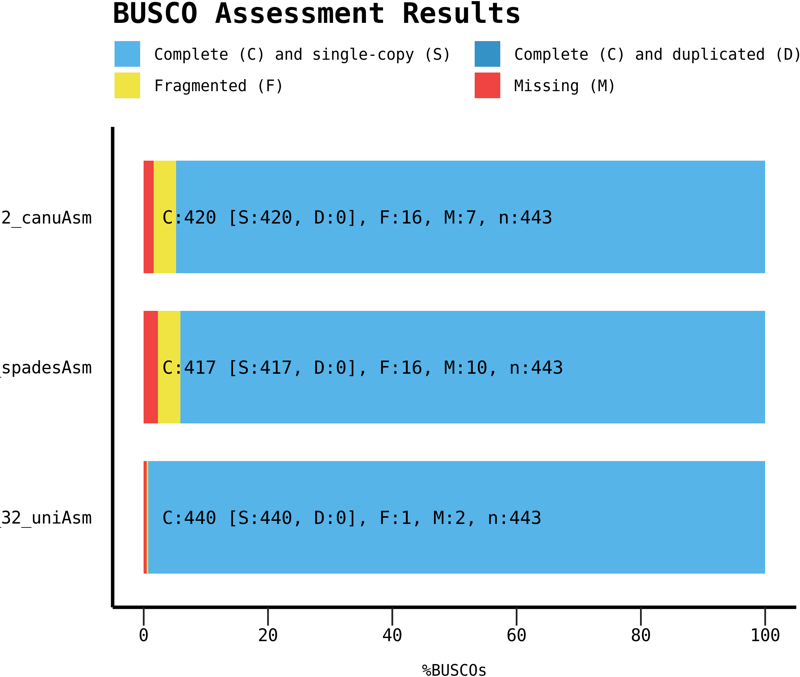 BUSCO Assessment Results
Complete (C) and single-copy (S) Complete (C) and duplicated (D)
Fragmented (F) Missing (M)
2_canuAsm C:420 [S:420, D:0], F:16, M:7, n:443
spadesAsm C:417 [S:417, D:0], F:16, M:10, n:443
_32_uniAsm C:440 [S:440, D:0], F:1, M:2, n:443
0 20 40 60 80 100
%BUSCOs